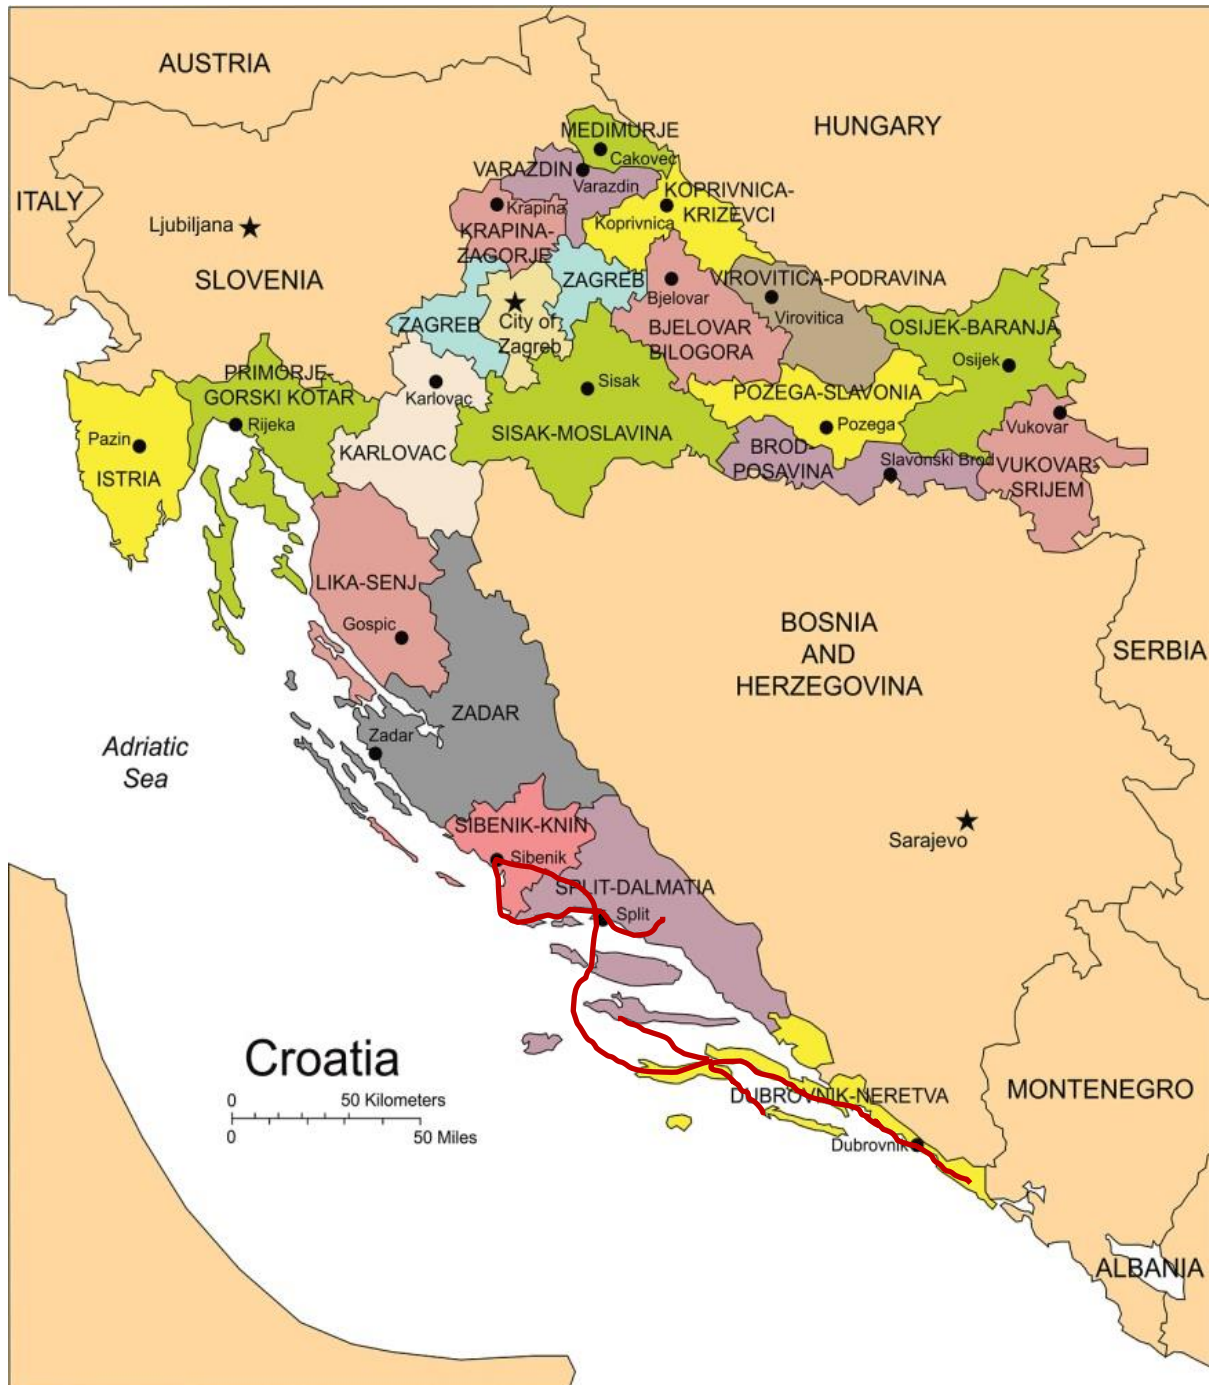 AUSTRIA
HUNGARY
MEDIMURJE
Cakovec
VARAZDIN
Varazdin
ITALY
KOPRIVNICA-
KRIZEVCI
Krapina
Koprivnica
Ljubiljana
KRAPINA-
ZAGORJE
SLOVENIA
ZAGREB
VIROVITICA-PODRAVINA
Bjelovar
Virovitica
ZAGREB
City of
Zagreb
BJELOVAR
BILOGORA
OSIJEK-BARANJA
Osijek
PRIMORJE-
GORSKI KOTAR
Karlovac
Sisak
POZEGA-SLAVONIA
Rijeka
Pazin
Pozega
Vukovar
SISAK-MOSLAVINA
KARLOVAC
BROD-
POSAVINA
Slavonski Brod
ISTRIA
VUKOVAR-
SRIJEM
LIKA-SENJ
Gospic
BOSNIA
AND
HERZEGOVINA
SERBIA
ZADAR
Zadar
Adriatic
Sea
SIBENIK-KNIN
Sibenik
Sarajevo
SPLIT-DALMATIA
Split
Croatia
0 50 Kilometers
0 50 Miles
MONTENEGRO
DUBROVNIK-NERETVA
Dubrovnik
ALBANIA